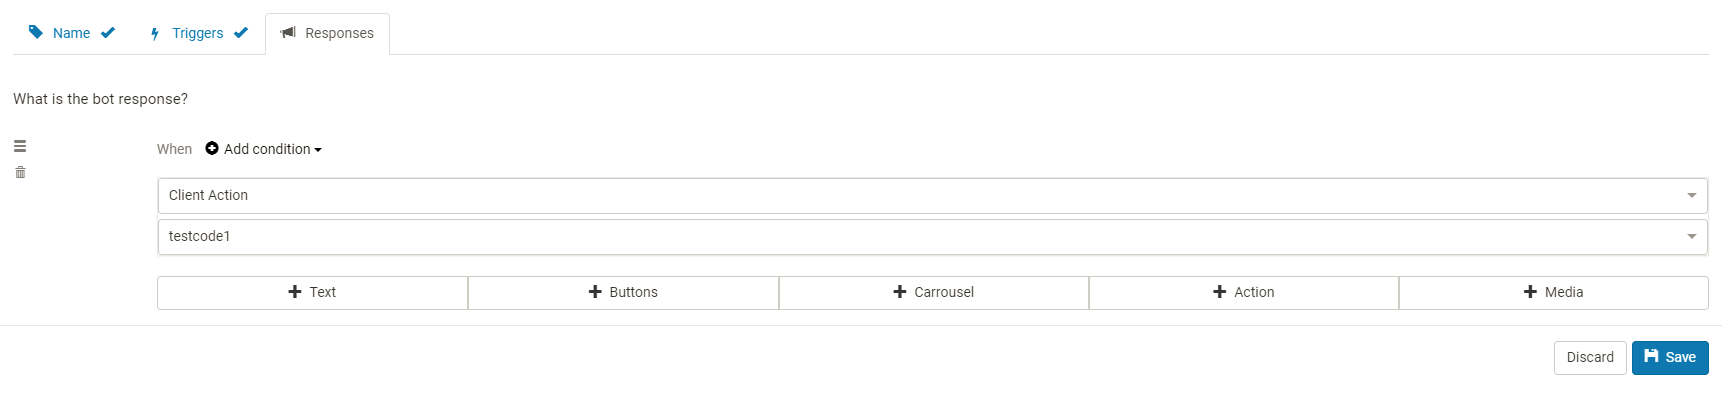 Name Triggers Responses
What is the bot response?
When Add condition
Client Action
testcode1
Text Buttons Carrousel Action Media
Discard Save